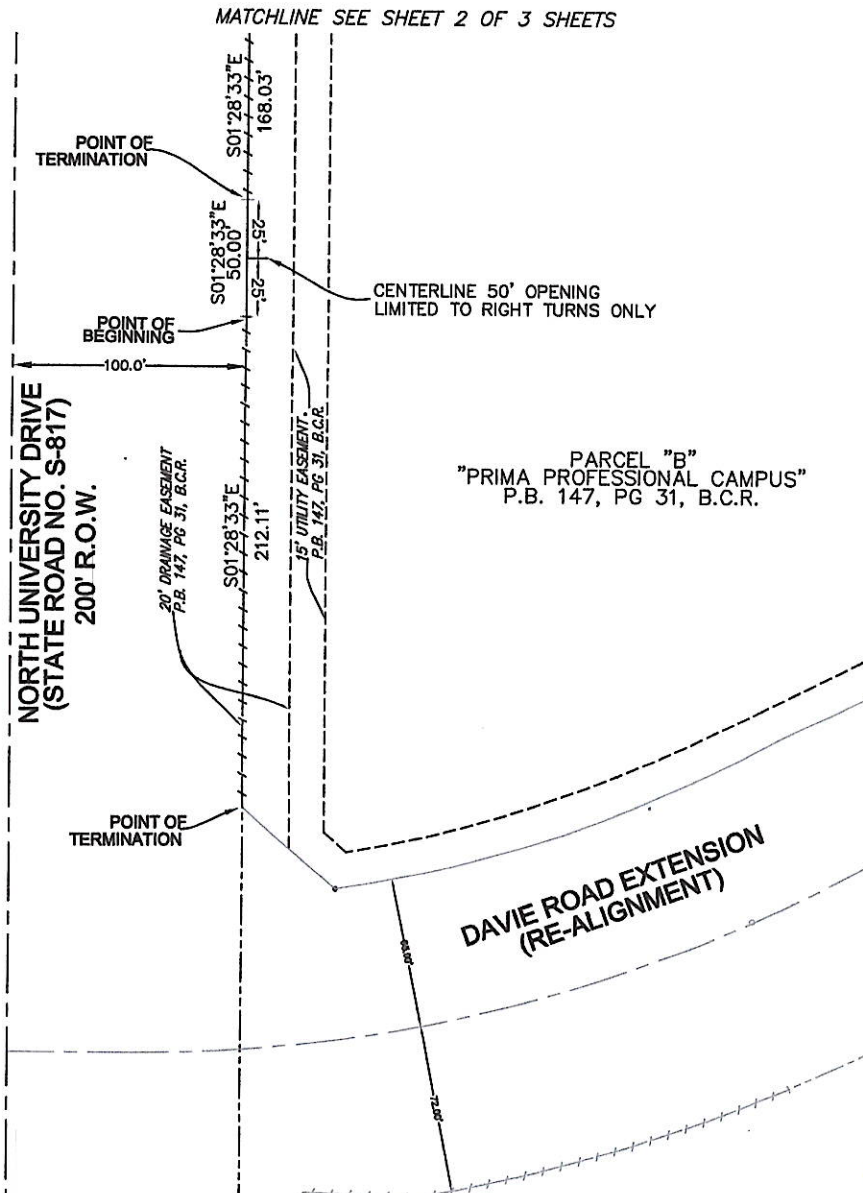 MATCHLINE SEE SHEET 2 OF 3 SHEETS
S01°28'33"E
168.03'
POINT OF
TERMINATION
S01°28'33"E
50.00'
25'
25'
CENTERLINE 50' OPENING
LIMITED TO RIGHT TURNS ONLY
POINT OF
BEGINNING
100.0'
NORTH UNIVERSITY DRIVE
(STATE ROAD NO. S-817)
200' R.O.W.
20' DRAINAGE EASEMENT
P.B. 147, PG 31, B.C.R.
S01°28'33"E
212.11'
15' UTILITY EASEMENT
P.B. 147, PG 31, B.C.R.
PARCEL "B"
"PRIMA PROFESSIONAL CAMPUS"
P.B. 147, PG 31, B.C.R.
POINT OF
TERMINATION
DAVIE ROAD EXTENSION
(RE-ALIGNMENT)
72.00'